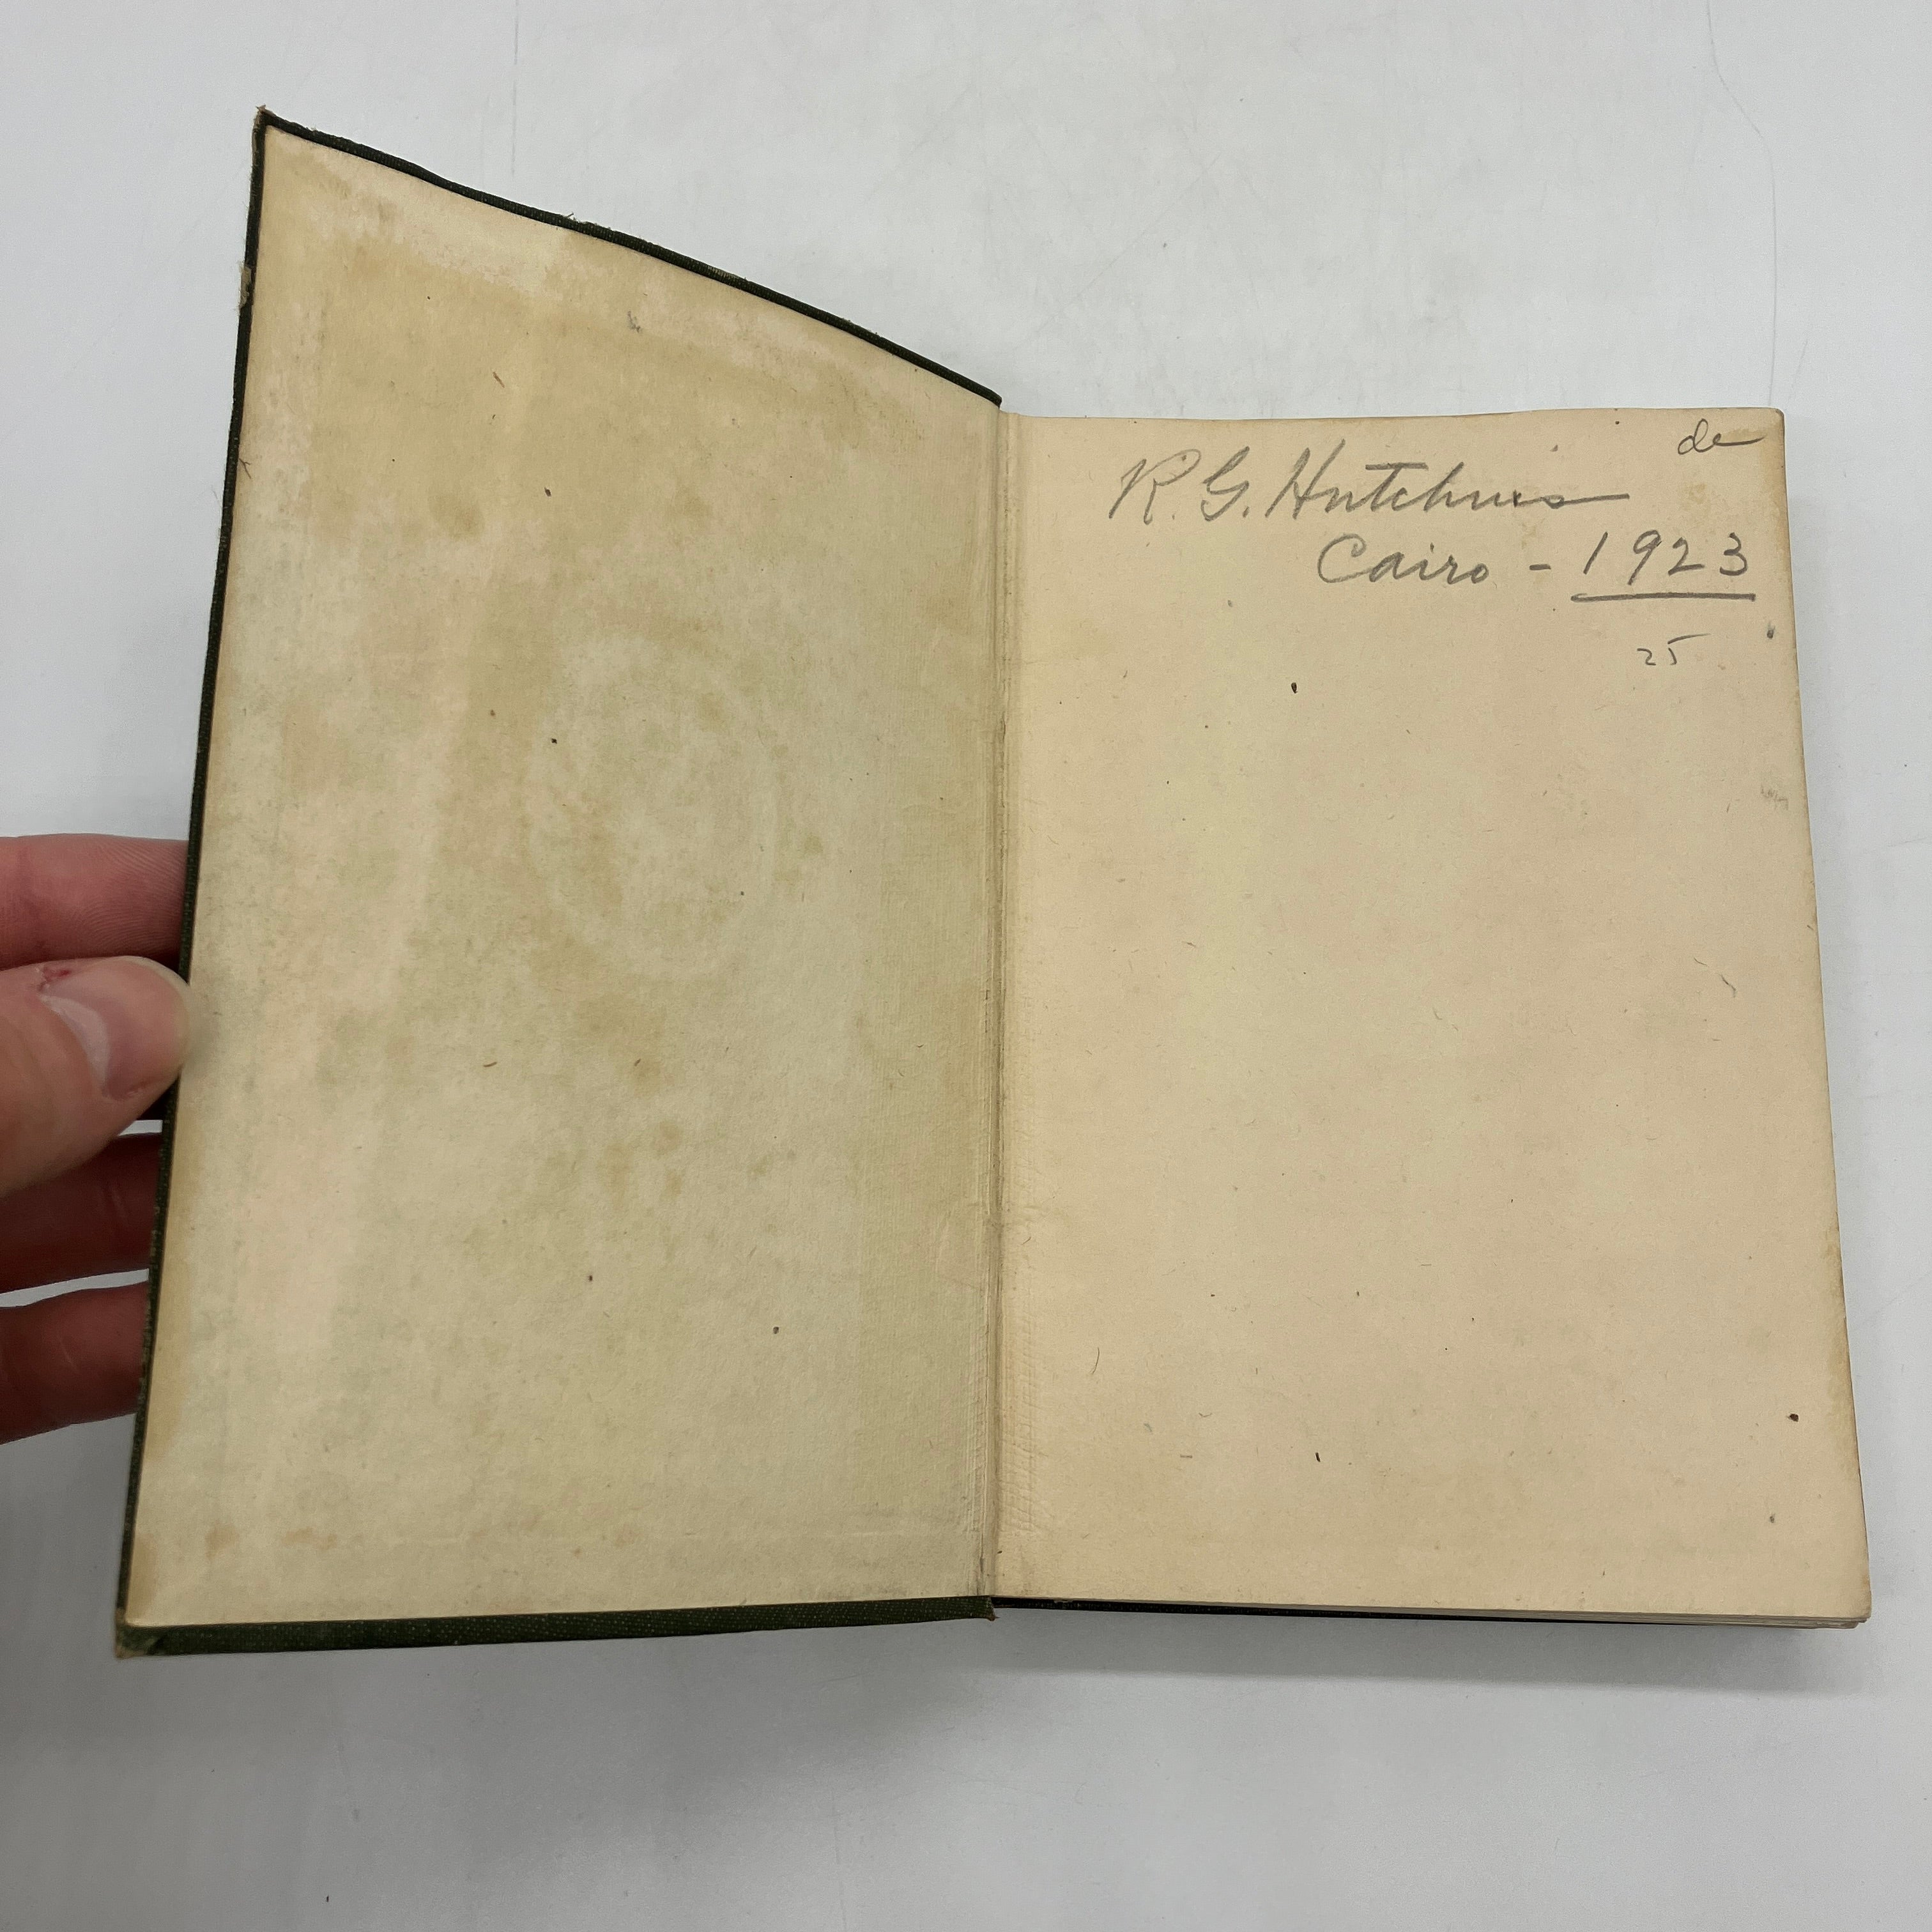 de
R. G. Hutchins
Cairo - 1923
25